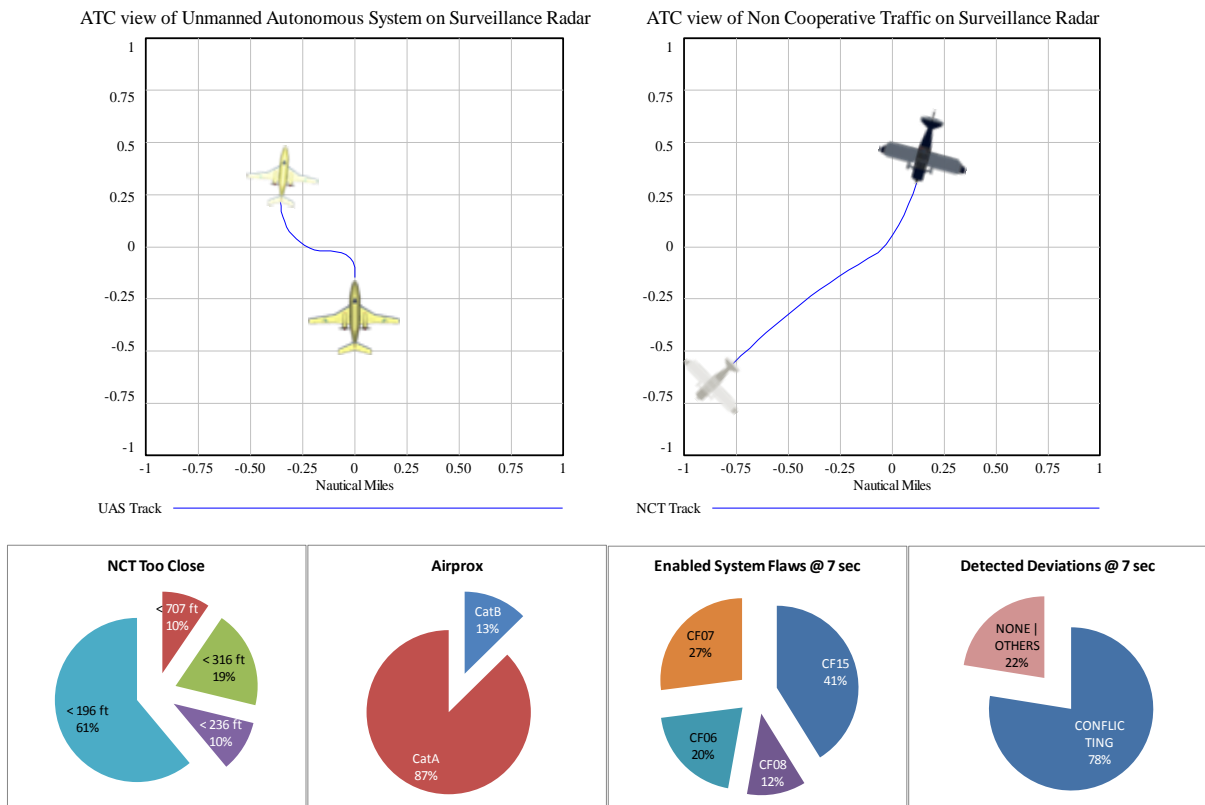 ATC view of Unmanned Autonomous System on Surveillance Radar
1
0.75
0.5
0.25
0
-0.25
-0.5
-0.75
-1
-1
-0.75
-0.50
-0.25
0
0.25
0.50
0.75
1
Nautical Miles
UAS Track
ATC view of Non Cooperative Traffic on Surveillance Radar
1
0.75
0.5
0.25
0
-0.25
-0.5
-0.75
-1
-1
-0.75
-0.50
-0.25
0
0.25
0.50
0.75
1
Nautical Miles
NCT Track
NCT Too Close
< 707 ft
10%
< 316 ft
19%
< 236 ft
10%
< 196 ft
61%
Airprox
CatB
13%
CatA
87%
Enabled System Flaws @ 7 sec
CF07
27%
CF15
41%
CF06
20%
CF08
12%
Detected Deviations @ 7 sec
NONE |
OTHERS
22%
CONFLIC
TING
78%